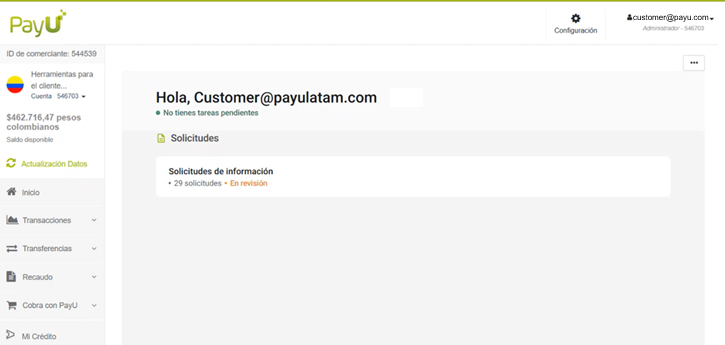 PayU
Configuración
customer@payu.com
Administrador - 546703
ID de comerciante: 544539
Herramientas para
el cliente...
Cuenta 546703
$462.716,47 pesos
colombianos
Saldo disponible
Actualización Datos
Inicio
Transacciones
Transferencias
Recaudo
Cobra con PayU
Mi Crédito
Hola, Customer@payulatam.com
No tienes tareas pendientes
Solicitudes
Solicitudes de información
• 29 solicitudes • En revisión